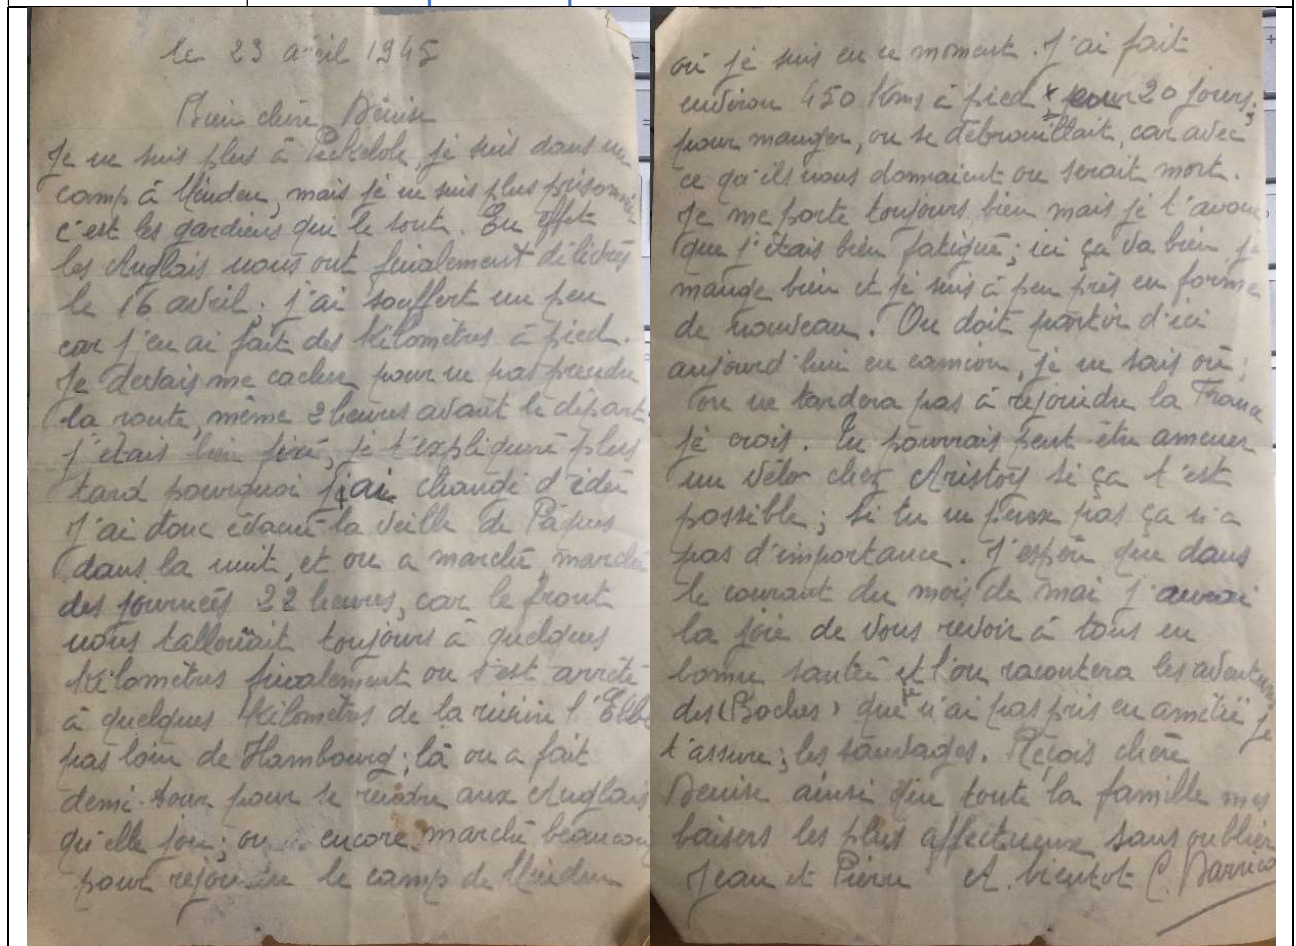 le 23 avril 1945
Bien chère Denise
Je ne suis plus à Peckeloh, je suis dans un
camp à Minden, mais je ne suis plus prisonnier
c'est les gardiens qui le sont. En effet
les Anglais nous ont finalement délivrés
le 16 avril; j'ai souffert un peu
car j'en ai fait des kilomètres à pied.
Je devais me cacher pour ne pas prendre
la route, même 2 heures avant le départ
j'étais bien fixé, je t'expliquerai plus
tard pourquoi j'ai changé d'idée
J'ai donc évacué la veille de Pâques
dans la nuit, et on a marché, marché
des journées 22 heures, car le front
nous tallonait toujours à quelques
kilomètres finalement on s'est arrêté
à quelques kilomètres de la rivière l'Elbe
pas loin de Hambourg; là on a fait
demi-tour pour se rendre aux Anglais
qu'elle joie; on encore marché beaucoup
pour rejoindre le camp de Minden
où je suis en ce moment. J'ai fait
environ 450 kms à pied pour 20 jours;
pour manger, on se débrouillait, car avec
ce qu'ils nous donnaient on serait mort.
Je me porte toujours bien mais je t'avoue
que j'étais bien fatigué; ici ça va bien je
mange bien et je suis à peu près en forme
de nouveau. On doit partir d'ici
aujourd'hui en camion, je ne sais où;
on ne tardera pas à rejoindre la France
je crois. Tu pourrais peut-être amener
un vélo chez Aristoy si ça t'est
possible; si tu ne peux pas ça n'a
pas d'importance. J'espère que dans
le courant du mois de mai j'aurai
la joie de vous revoir à tous en
bonne santée et l'on racontera les aventures
des (Boches) que n'ai pas pris en amitié je
t'assure; les sauvages. Reçois chère
Denise ainsi que toute la famille mes
baisers les plus affectueux sans oublier
Jean et Pierre A bientot C.